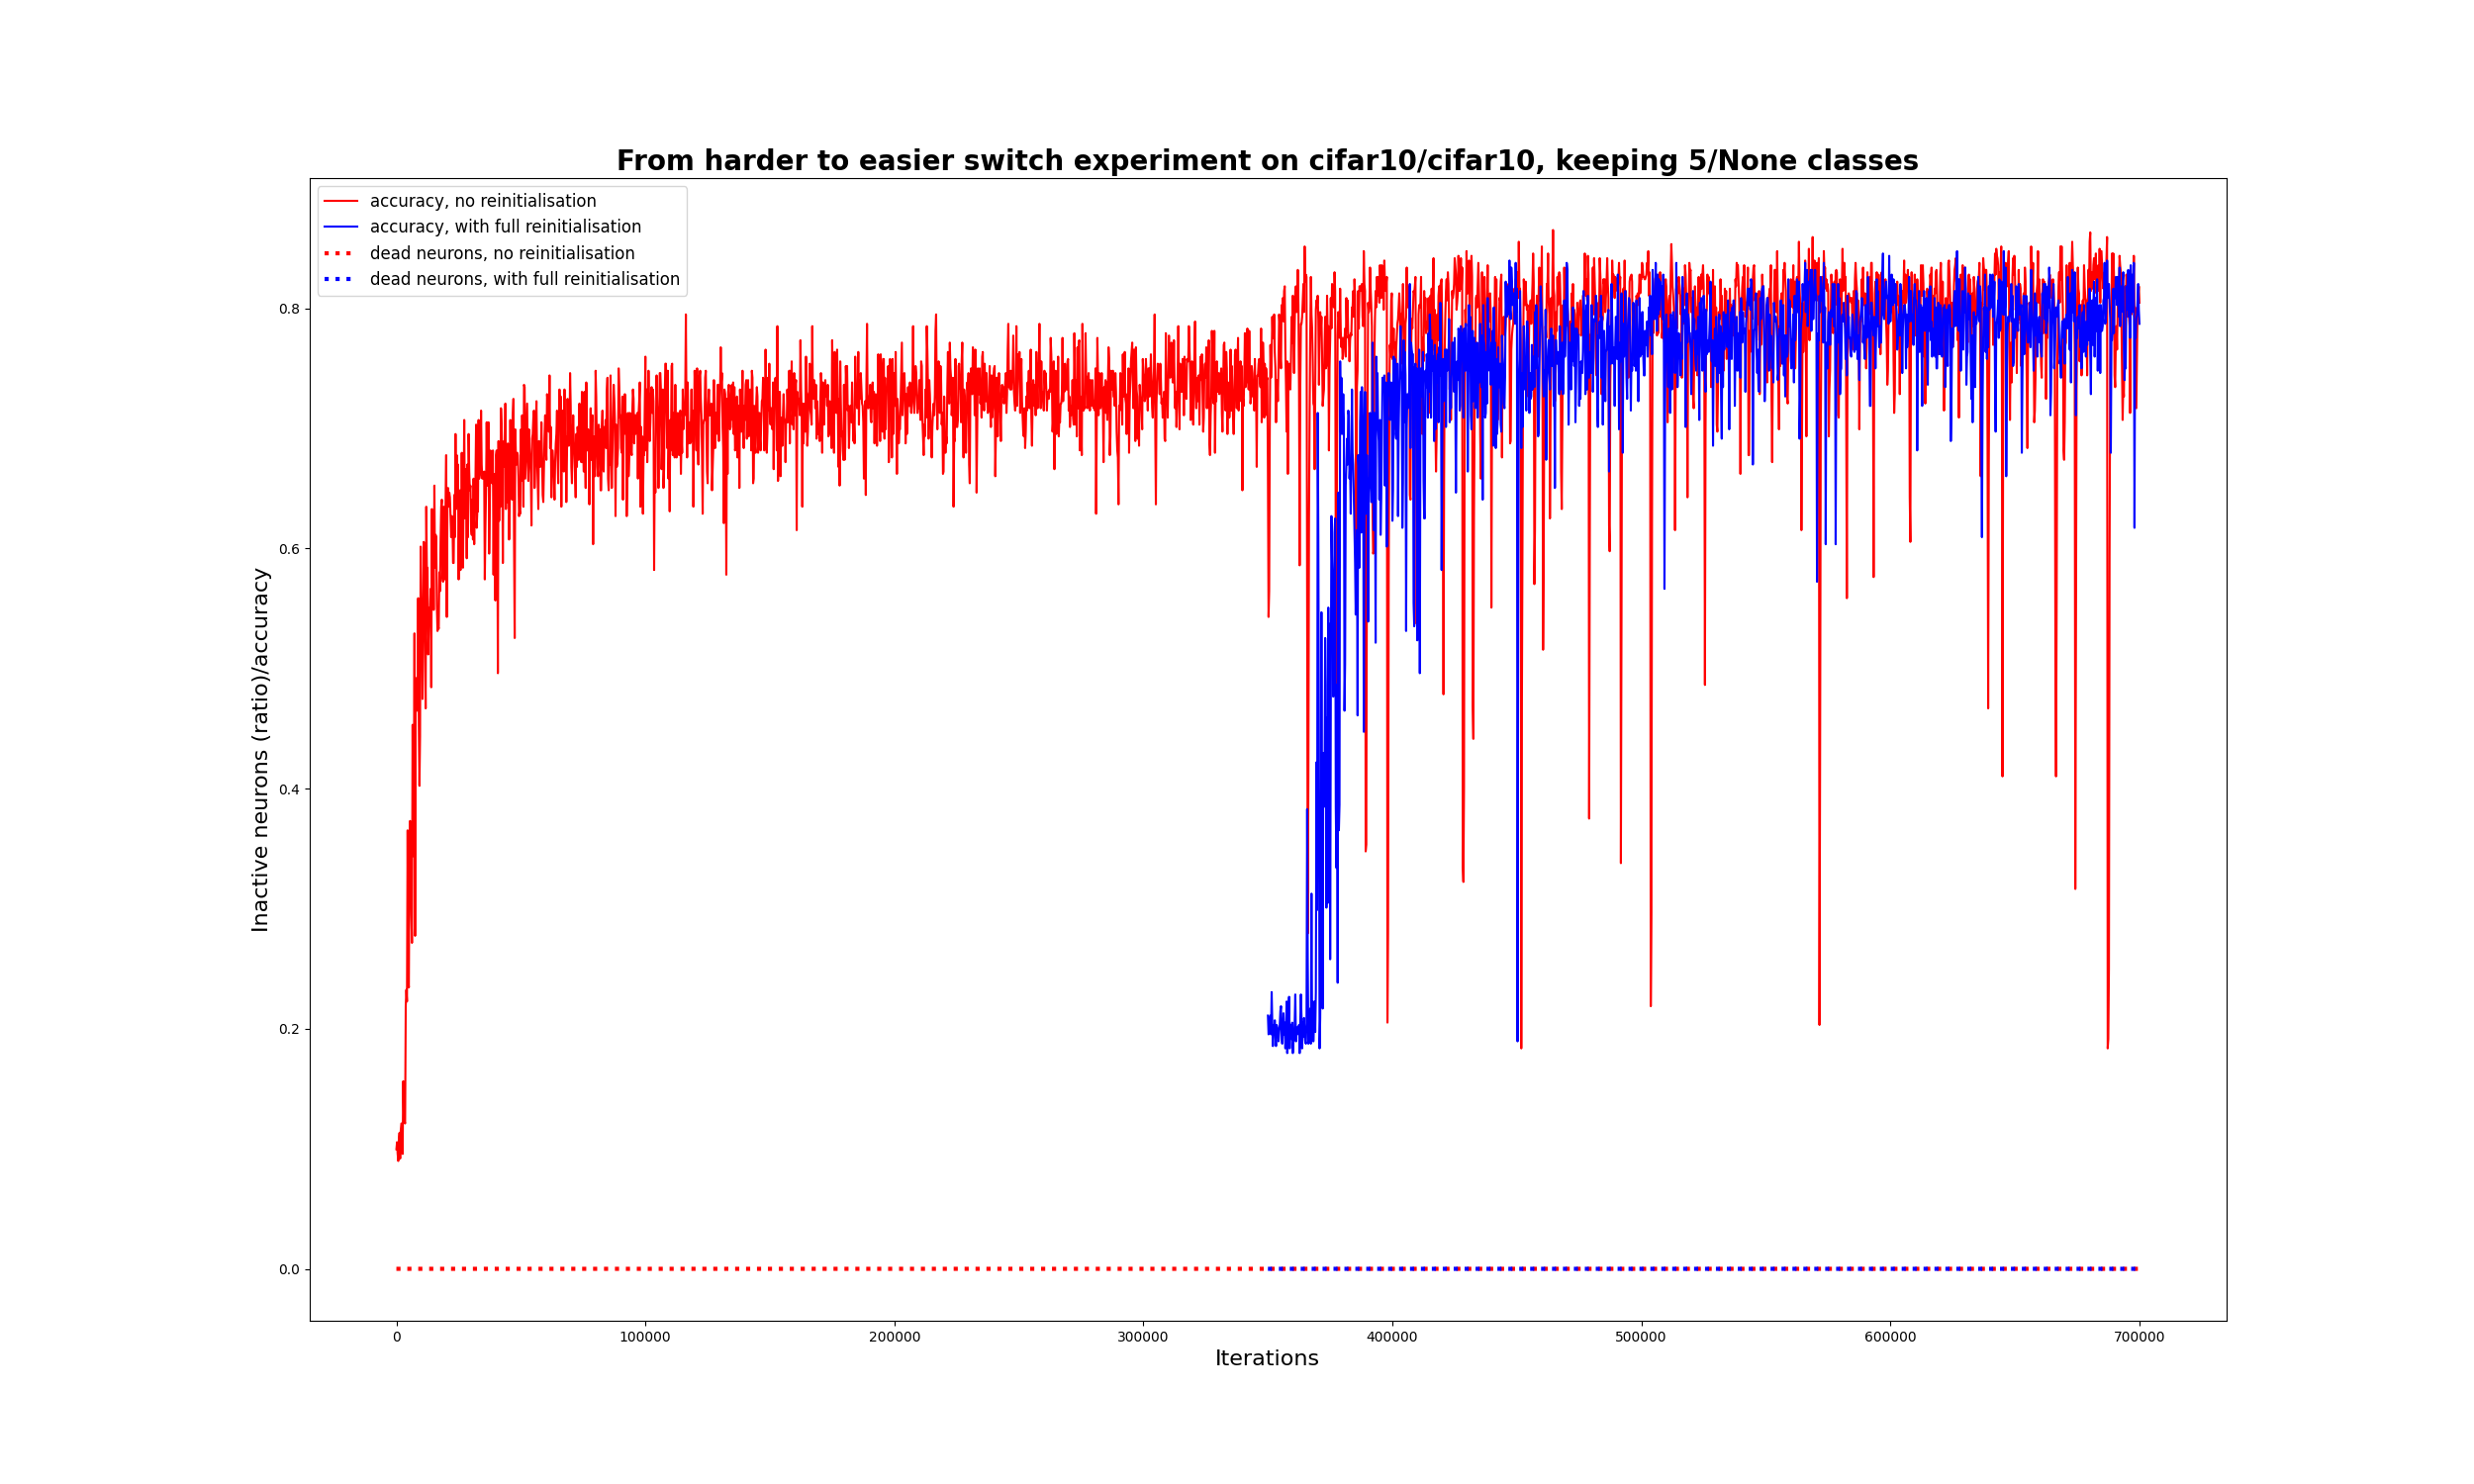 From harder to easier switch experiment on cifar10/cifar10, keeping 5/None classes
accuracy, no reinitialisation
accuracy, with full reinitialisation
dead neurons, no reinitialisation
dead neurons, with full reinitialisation
Inactive neurons (ratio)/accuracy
0.8
0.6
0.4
0.2
0.0
0
100000
200000
300000
400000
500000
600000
700000
Iterations